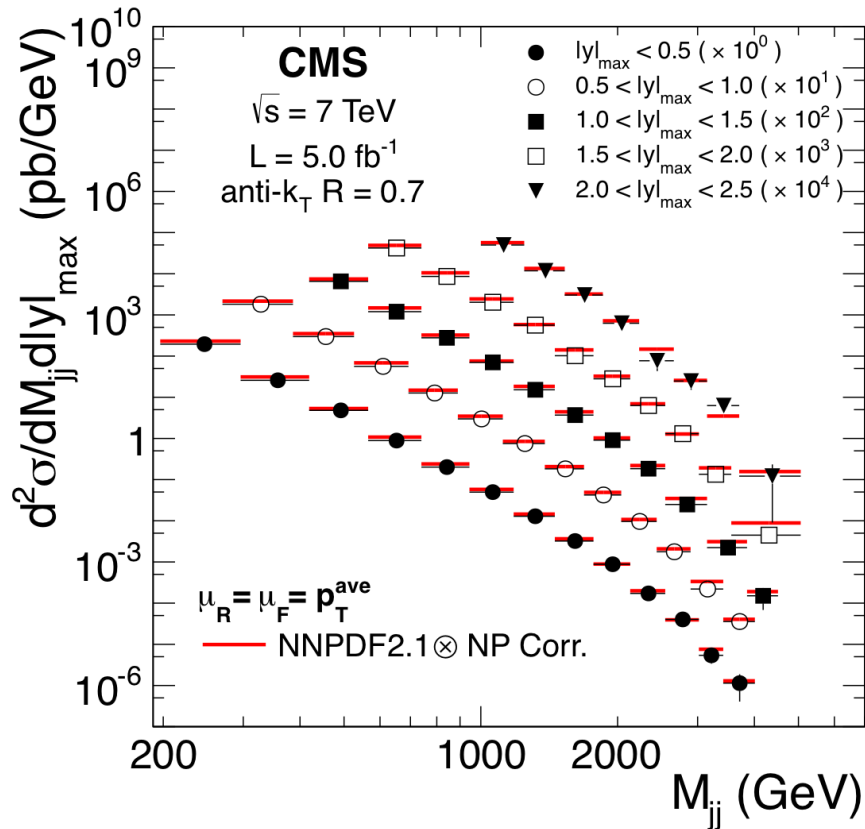 d²σ/dM_jj d|y|_max (pb/GeV)
10¹⁰
10⁹
10⁶
10³
1
10⁻³
10⁻⁶
CMS
√s = 7 TeV
L = 5.0 fb⁻¹
anti-k_T R = 0.7
|y|_max < 0.5 ( × 10⁰)
0.5 < |y|_max < 1.0 ( × 10¹)
1.0 < |y|_max < 1.5 ( × 10²)
1.5 < |y|_max < 2.0 ( × 10³)
2.0 < |y|_max < 2.5 ( × 10⁴)
μ_R = μ_F = p_T^ave
NNPDF2.1 ⊗ NP Corr.
200
1000
2000
M_jj (GeV)